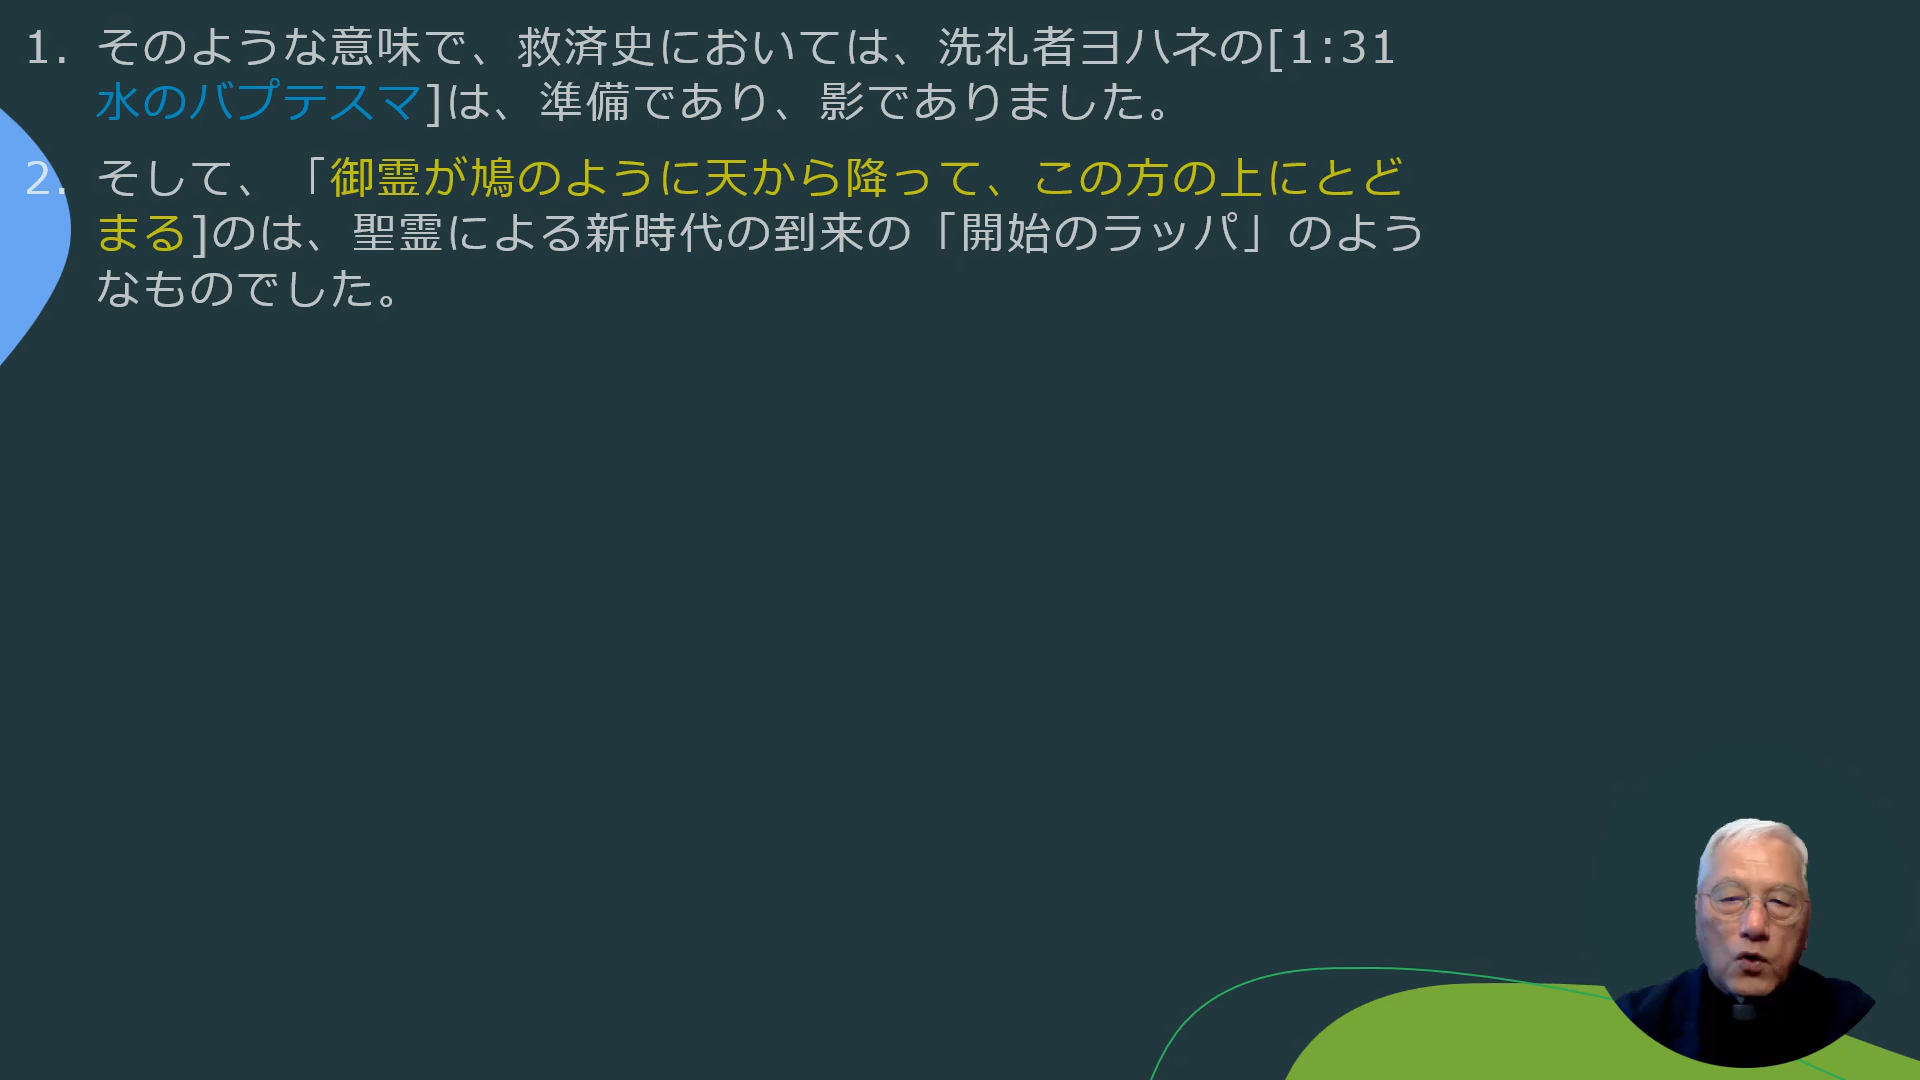 1. そのような意味で、救済史においては、洗礼者ヨハネの[1:31
水のバプテスマ]は、準備であり、影でありました。
2. そして、「御霊が鳩のように天から降って、この方の上にとど
まる]のは、聖霊による新時代の到来の「開始のラッパ」のよう
なものでした。